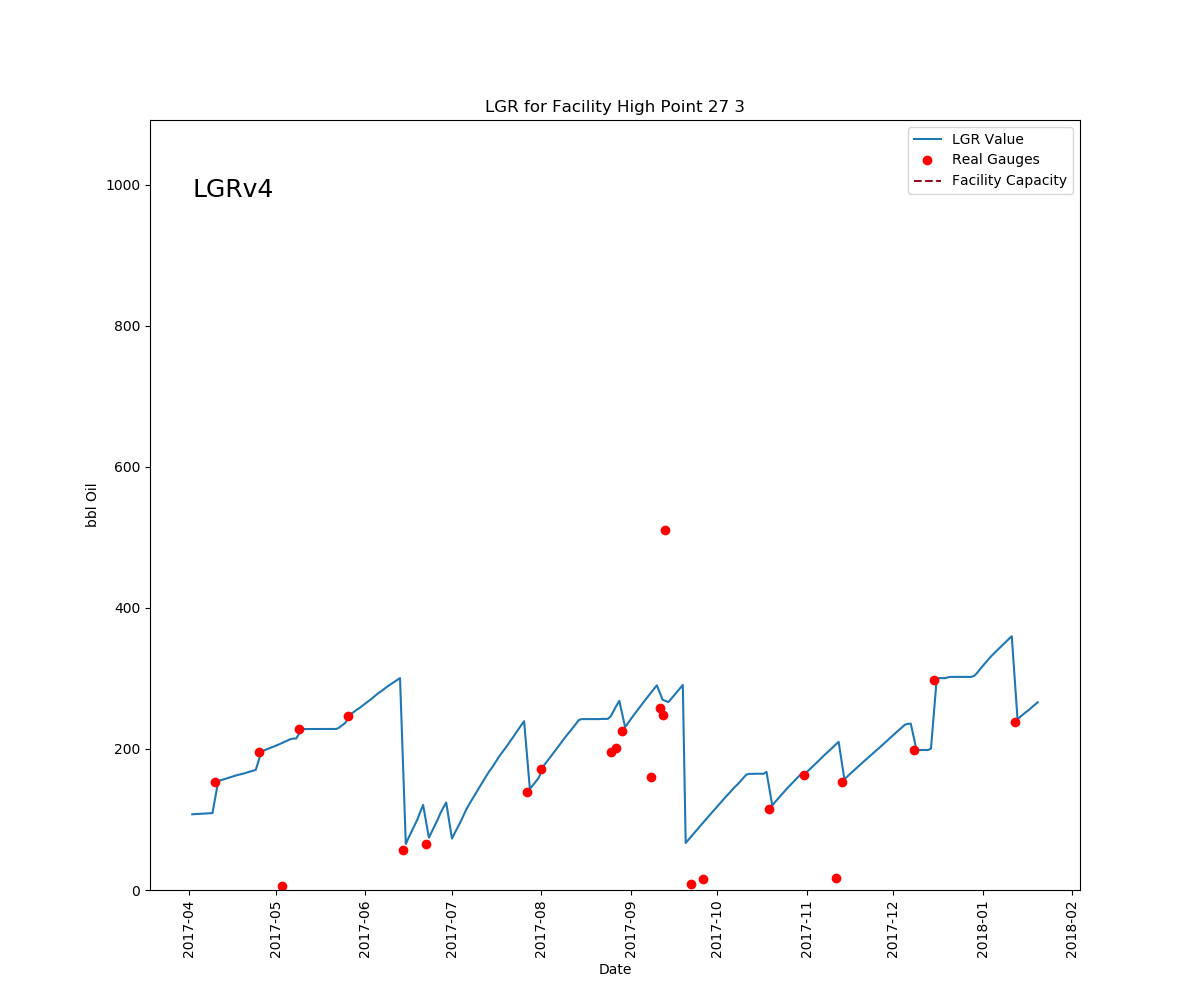 LGR for Facility High Point 27 3
LGR Value
Real Gauges
Facility Capacity
LGRv4
1000
800
600
400
200
0
bbl Oil
2017-04
2017-05
2017-06
2017-07
2017-08
2017-09
2017-10
2017-11
2017-12
2018-01
2018-02
Date